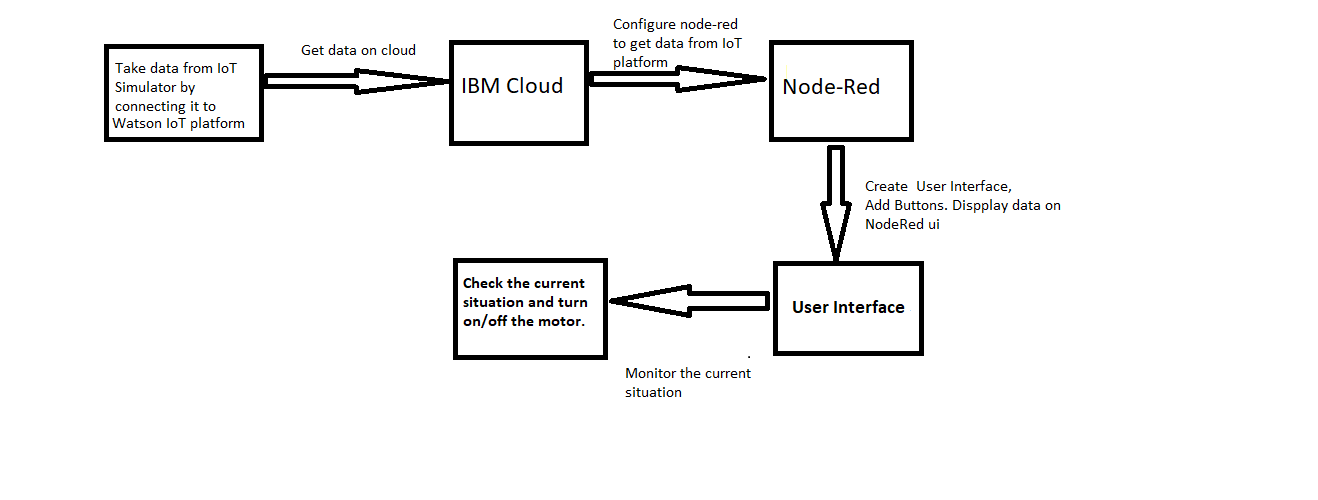 Take data from IoT
Simulator by
connecting it to
Watson IoT platform
Get data on cloud
IBM Cloud
Configure node-red
to get data from IoT
platform
Node-Red
Create  User Interface,
Add Buttons. Dispplay data on
NodeRed ui
User Interface
Monitor the current
situation
Check the current
situation and turn
on/off the motor.